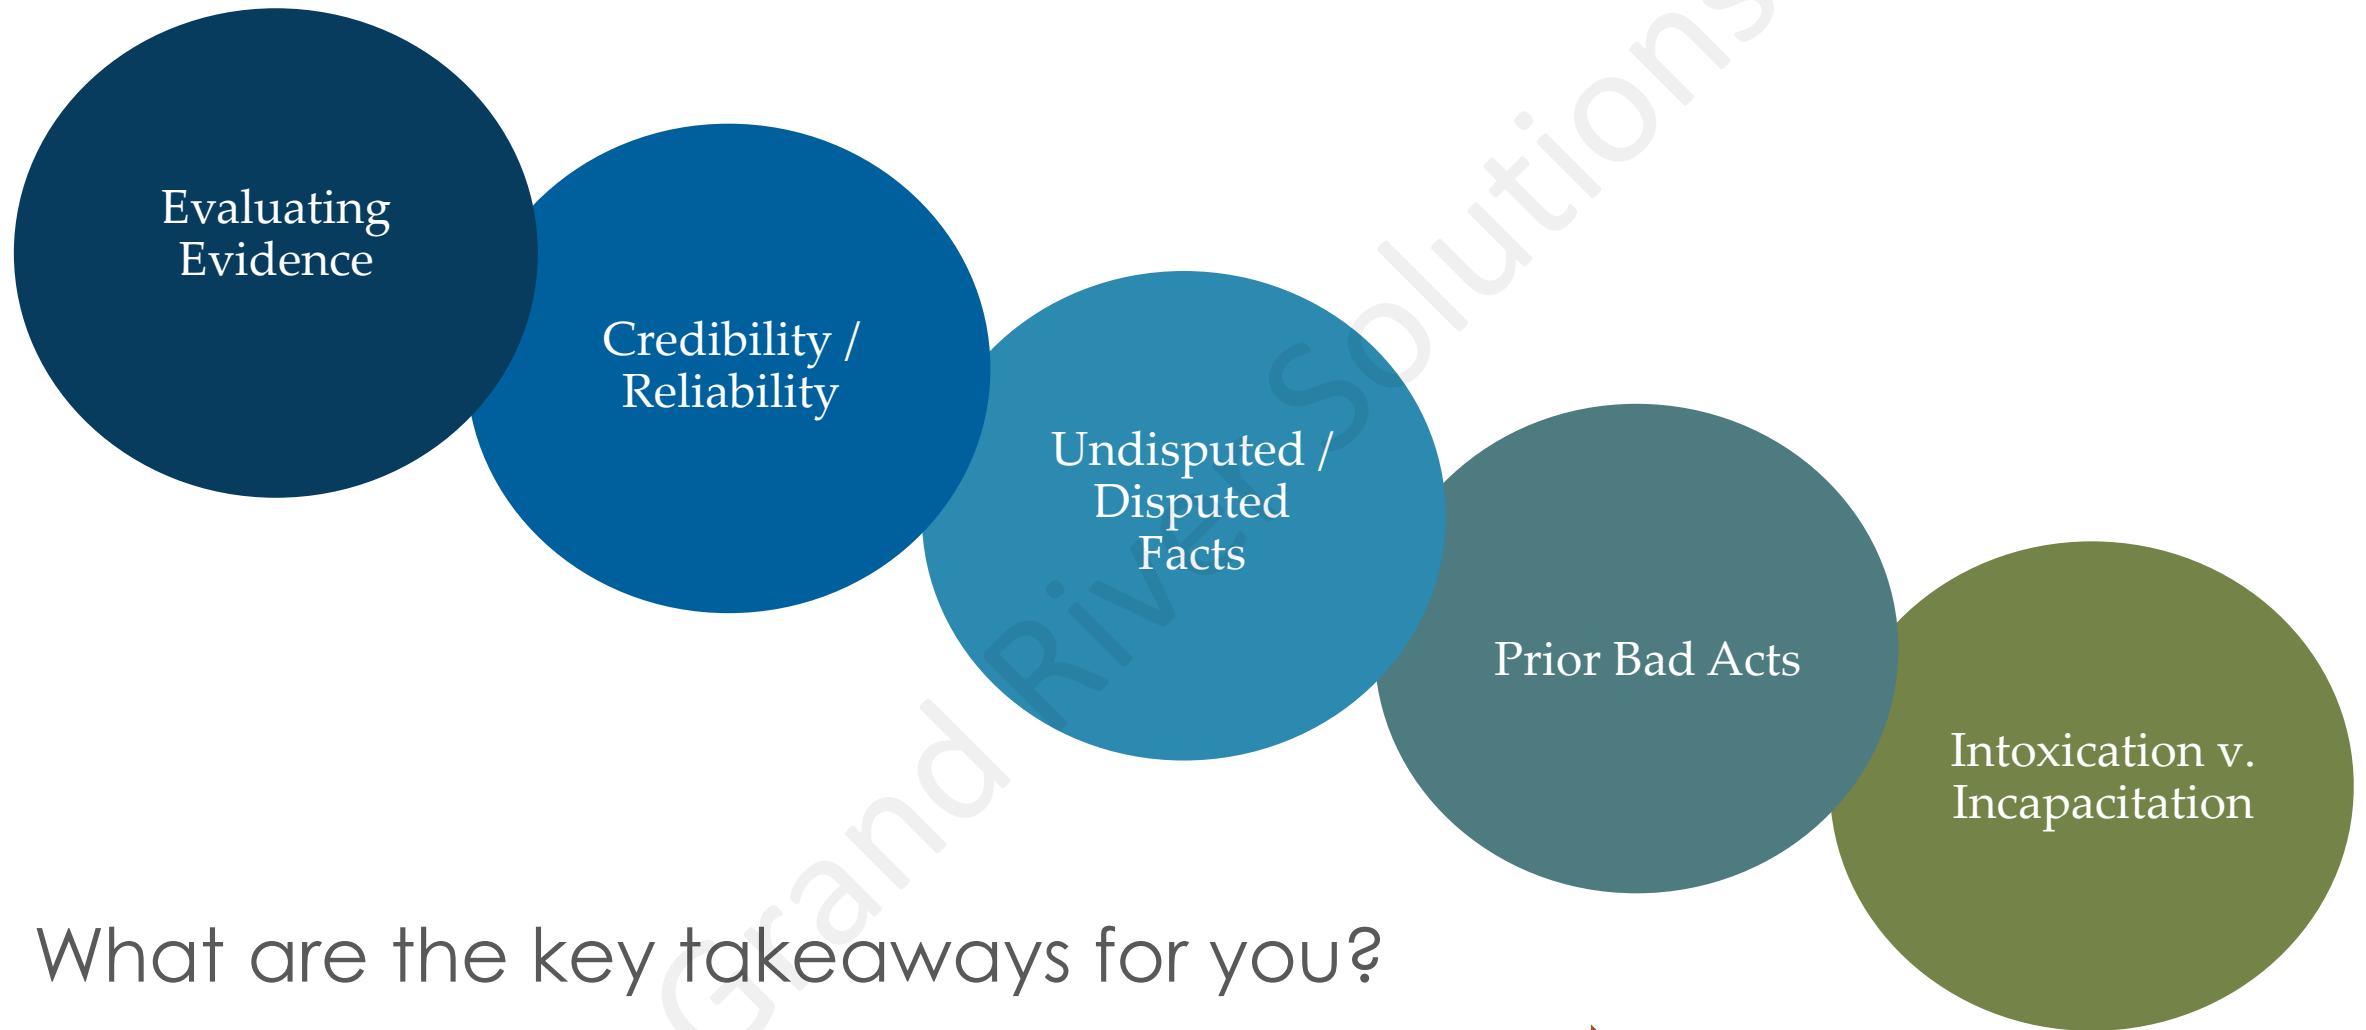 Evaluating
Evidence
Credibility /
Reliability
Undisputed /
Disputed
Facts
Prior Bad Acts
Intoxication v.
Incapacitation
What are the key takeaways for you?
Grand River Solutions